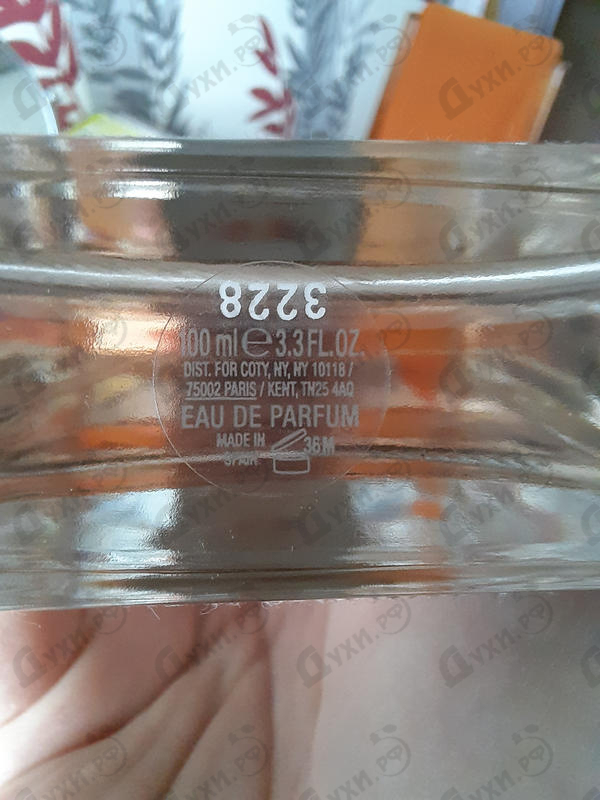 3228
100 ml e 3.3 FL.OZ.
DIST. FOR COTY, NY, NY 10118 /
75002 PARIS / KENT, TN25 4AQ
EAU DE PARFUM
MADE IN
SPAIN
36M
Духи.рф